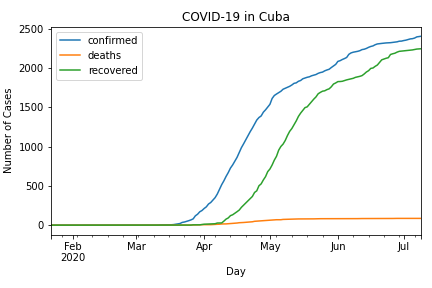 COVID-19 in Cuba
confirmed
deaths
recovered
Number of Cases
2500
2000
1500
1000
500
0
Feb
2020
Mar
Apr
May
Jun
Jul
Day